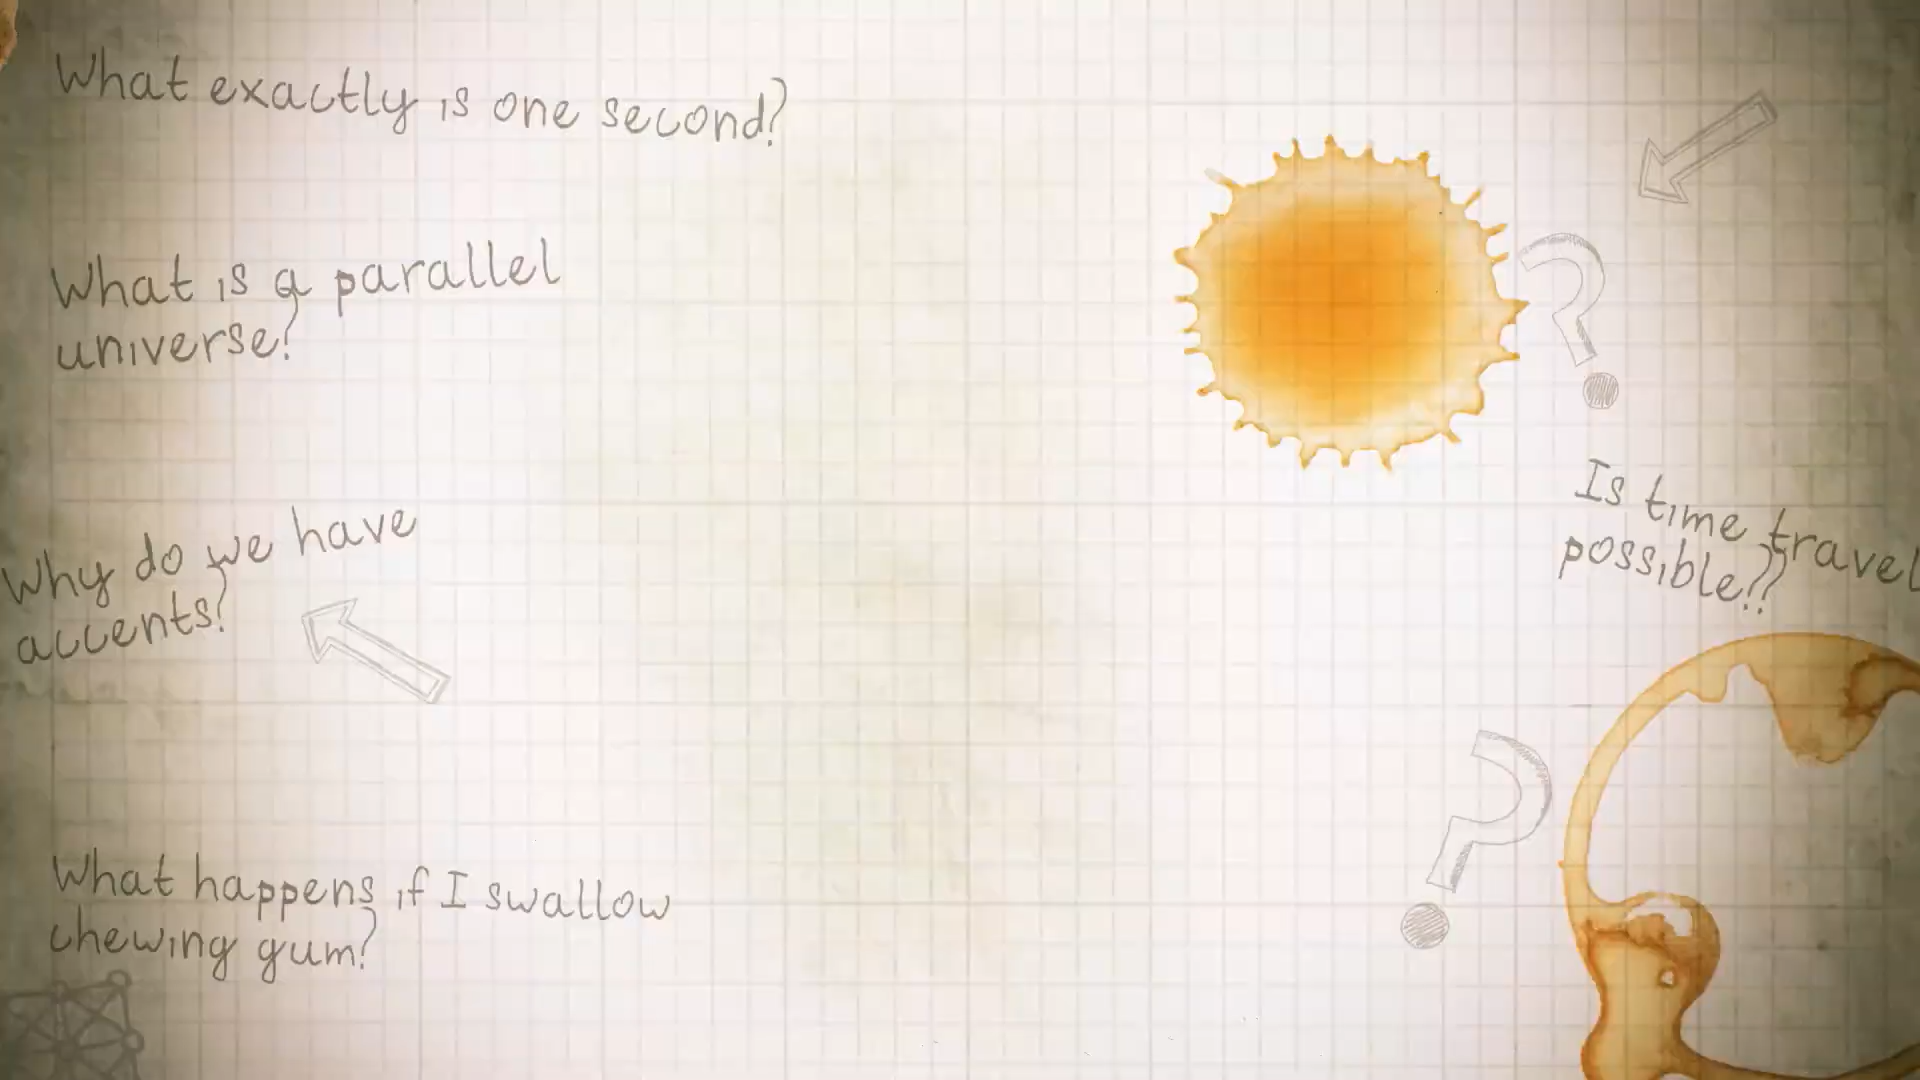 What exactly is one second?
What is a parallel
universe?
Why do we have
accents?
Is time travel
possible??
What happens if I swallow
chewing gum?